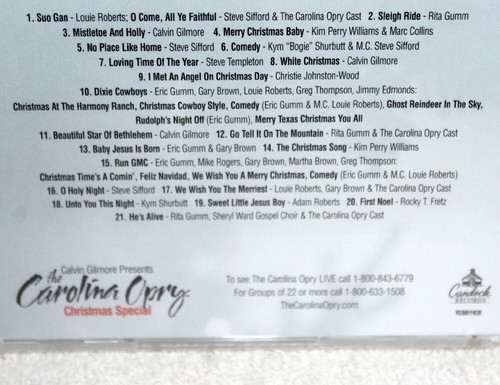 1. Suo Gan - Louie Roberts; O Come, All Ye Faithful - Steve Sifford & The Carolina Opry Cast 2. Sleigh Ride - Rita Gumm
3. Mistletoe And Holly - Calvin Gilmore 4. Merry Christmas Baby - Kim Perry Williams & Marc Collins
5. No Place Like Home - Steve Sifford 6. Comedy - Kym "Bogie" Shurbutt & M.C. Steve Sifford
7. Loving Time Of The Year - Steve Templeton 8. White Christmas - Calvin Gilmore
9. I Met An Angel On Christmas Day - Christie Johnston-Wood
10. Dixie Cowboys - Eric Gumm, Gary Brown, Louie Roberts, Greg Thompson, Jimmy Edmonds:
Christmas At The Harmony Ranch, Christmas Cowboy Style, Comedy (Eric Gumm & M.C. Louie Roberts), Ghost Reindeer In The Sky,
Rudolph's Night Off (Eric Gumm), Merry Texas Christmas You All
11. Beautiful Star Of Bethlehem - Calvin Gilmore 12. Go Tell It On The Mountain - Rita Gumm & The Carolina Opry Cast
13. Baby Jesus Is Born - Eric Gumm & Gary Brown 14. The Christmas Song - Kim Perry Williams
15. Run GMC - Eric Gumm, Mike Rogers, Gary Brown, Martha Brown, Greg Thompson:
Christmas Time's A Comin', Feliz Navidad, We Wish You A Merry Christmas, Comedy (Eric Gumm & M.C. Louie Roberts)
16. O Holy Night - Steve Sifford 17. We Wish You The Merriest - Louie Roberts, Gary Brown & The Carolina Opry Cast
18. Unto You This Night - Kym Shurbutt 19. Sweet Little Jesus Boy - Adam Roberts 20. First Noel - Rocky T. Fretz
21. He's Alive - Rita Gumm, Sheryl Ward Gospel Choir & The Carolina Opry Cast
Calvin Gilmore Presents
the Carolina Opry
Christmas Special
To see The Carolina Opry LIVE call 1-800-843-6779
For Groups of 22 or more call 1-800-633-1508
TheCarolinaOpry.com
RECORDS